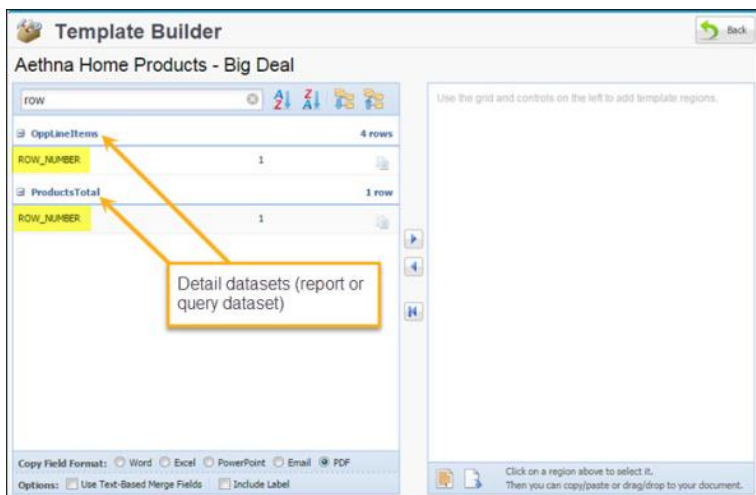 Template Builder
Back
Aethna Home Products - Big Deal
row
A Z
Z A
Use the grid and controls on the left to add template regions.
OppLineItems 4 rows
ROW_NUMBER 1
ProductsTotal 1 row
ROW_NUMBER 1
Detail datasets (report or
query dataset)
Copy Field Format: Word Excel PowerPoint Email PDF
Options: Use Text-Based Merge Fields Include Label
Click on a region above to select it.
Then you can copy/paste or drag/drop to your document.